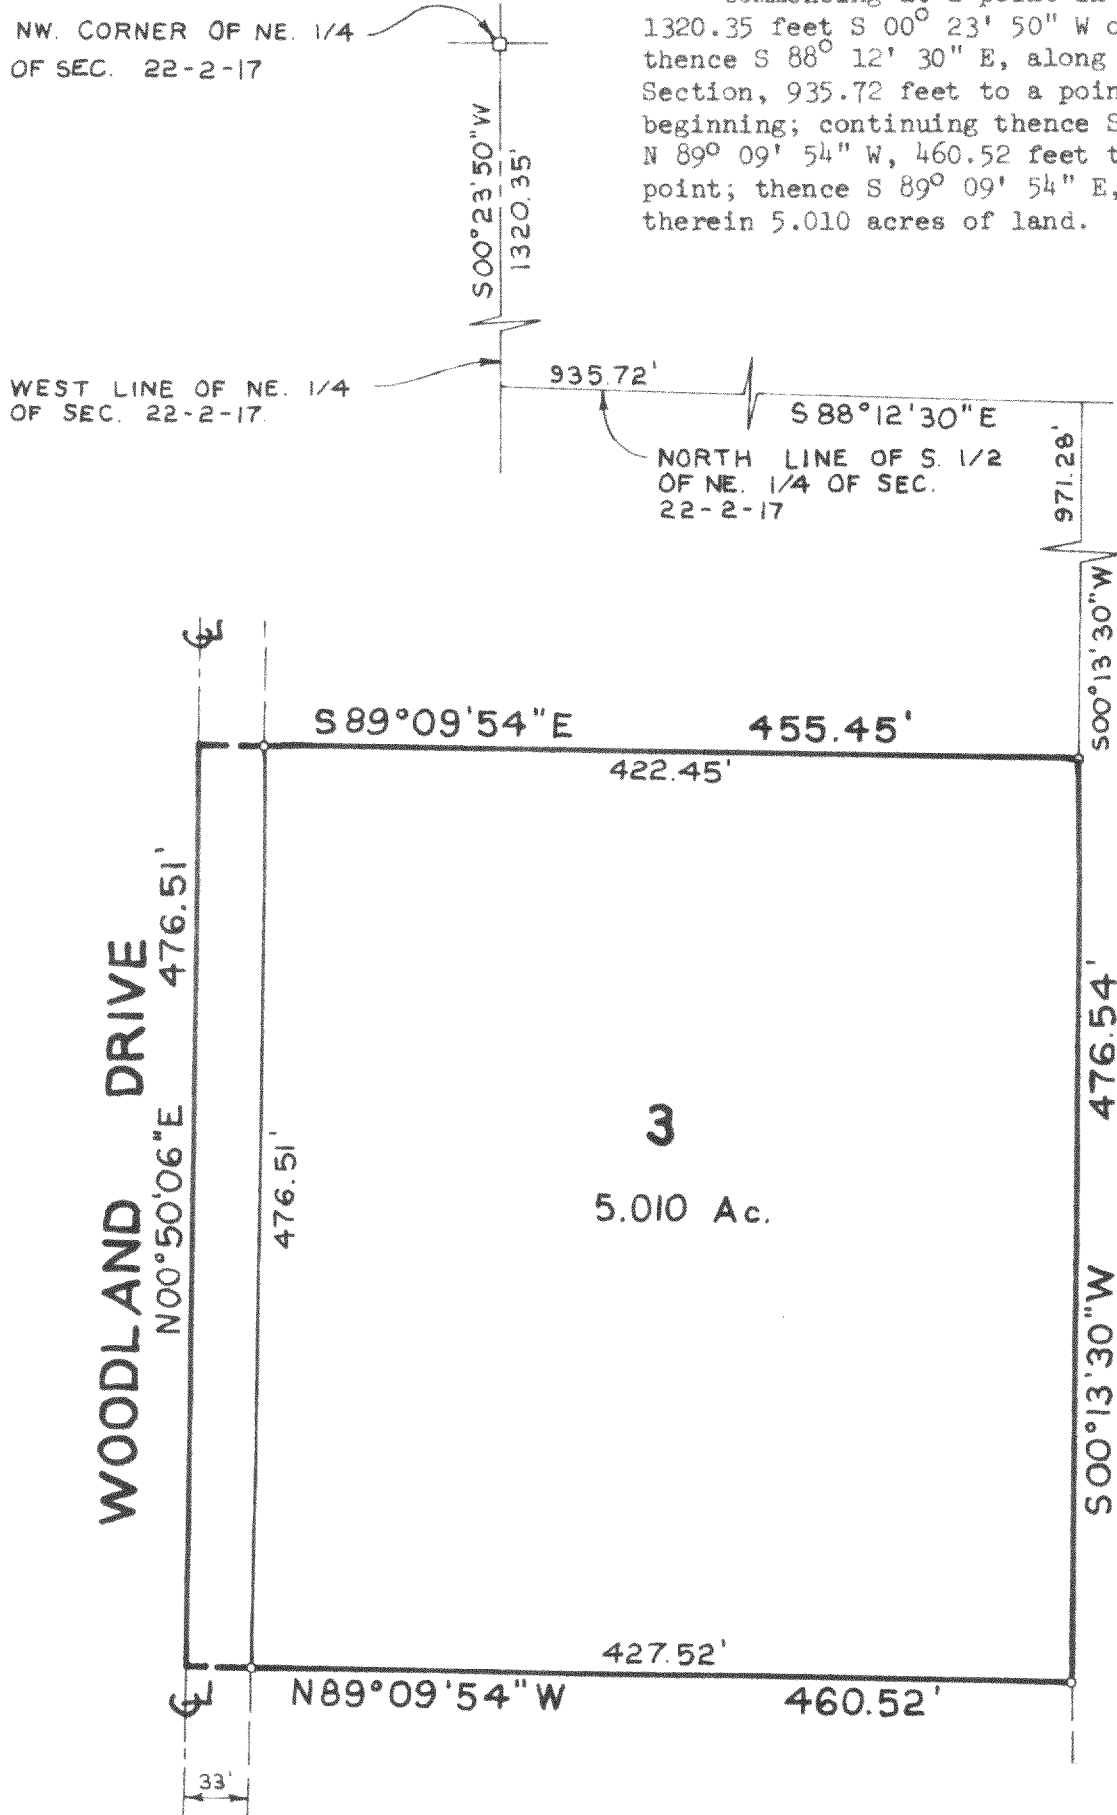 NW. CORNER OF NE. 1/4
OF SEC. 22-2-17
1320.35 feet S 00° 23' 50" W
thence S 88° 12' 30" E, along
Section, 935.72 feet to a poin
beginning; continuing thence S
N 89° 09' 54" W, 460.52 feet t
point; thence S 89° 09' 54" E,
therein 5.010 acres of land.
S00°23'50"W
1320.35'
WEST LINE OF NE. 1/4
OF SEC. 22-2-17.
935.72'
S88°12'30"E
NORTH LINE OF S. 1/2
OF NE. 1/4 OF SEC.
22-2-17
971.28'
S00°13'30"W
℄
S89°09'54"E 455.45'
422.45'
WOODLAND DRIVE
N00°50'06"E 476.51'
476.51'
3
5.010 Ac.
476.54'
S00°13'30"W
427.52'
℄
N89°09'54"W 460.52'
33'